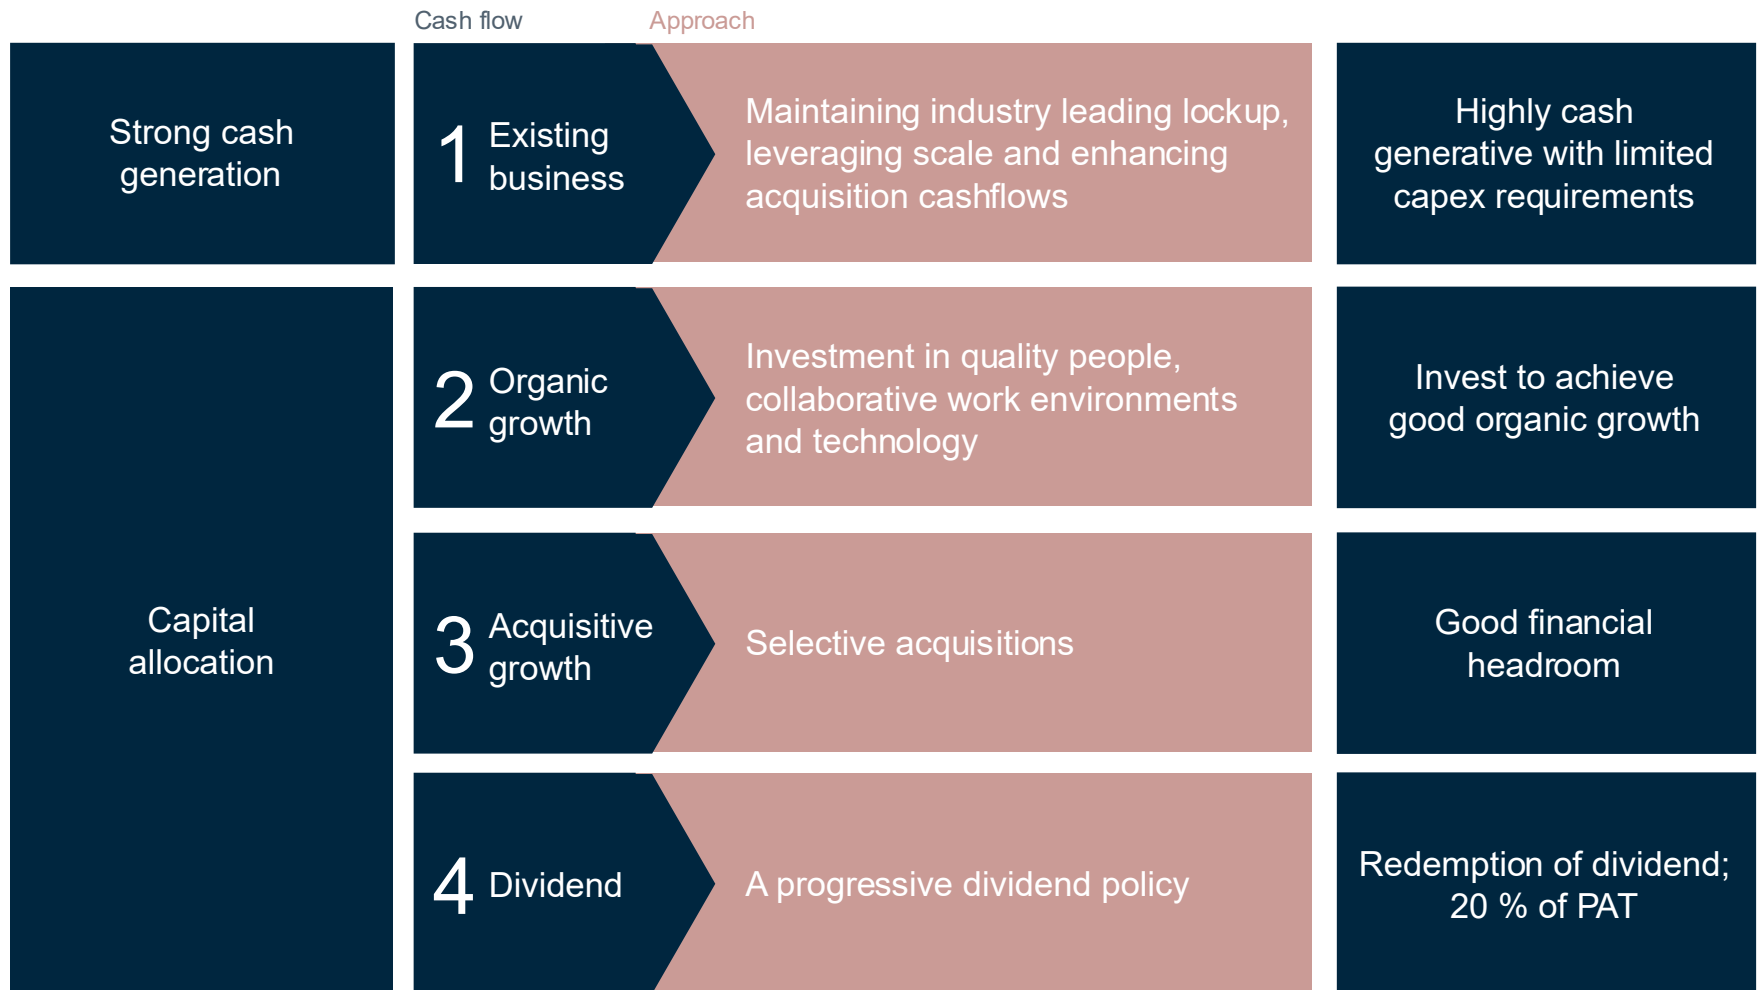 Cash flow
Approach
Strong cash
generation
1
Existing
business
Maintaining industry leading lockup,
leveraging scale and enhancing
acquisition cashflows
Highly cash
generative with limited
capex requirements
Capital
allocation
2
Organic
growth
Investment in quality people,
collaborative work environments
and technology
Invest to achieve
good organic growth
3
Acquisitive
growth
Selective acquisitions
Good financial
headroom
4
Dividend
A progressive dividend policy
Redemption of dividend;
20 % of PAT